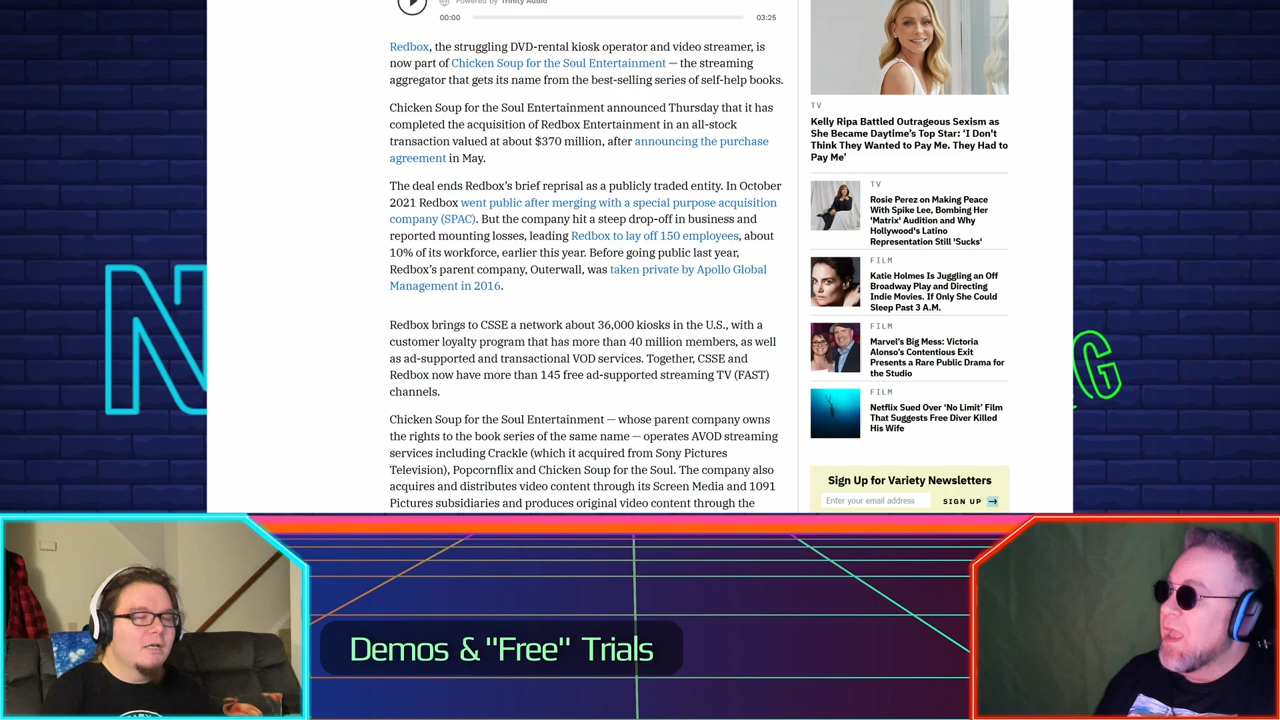 Powered by Trinity Audio
00:00
03:25
Redbox, the struggling DVD-rental kiosk operator and video streamer, is
now part of Chicken Soup for the Soul Entertainment — the streaming
aggregator that gets its name from the best-selling series of self-help books.
Chicken Soup for the Soul Entertainment announced Thursday that it has
completed the acquisition of Redbox Entertainment in an all-stock
transaction valued at about $370 million, after announcing the purchase
agreement in May.
The deal ends Redbox’s brief reprisal as a publicly traded entity. In October
2021 Redbox went public after merging with a special purpose acquisition
company (SPAC). But the company hit a steep drop-off in business and
reported mounting losses, leading Redbox to lay off 150 employees, about
10% of its workforce, earlier this year. Before going public last year,
Redbox’s parent company, Outerwall, was taken private by Apollo Global
Management in 2016.
Redbox brings to CSSE a network about 36,000 kiosks in the U.S., with a
customer loyalty program that has more than 40 million members, as well
as ad-supported and transactional VOD services. Together, CSSE and
Redbox now have more than 145 free ad-supported streaming TV (FAST)
channels.
Chicken Soup for the Soul Entertainment — whose parent company owns
the rights to the book series of the same name — operates AVOD streaming
services including Crackle (which it acquired from Sony Pictures
Television), Popcornflix and Chicken Soup for the Soul. The company also
acquires and distributes video content through its Screen Media and 1091
Pictures subsidiaries and produces original video content through the
TV
Kelly Ripa Battled Outrageous Sexism as
She Became Daytime’s Top Star: ‘I Don’t
Think They Wanted to Pay Me. They Had to
Pay Me’
TV
Rosie Perez on Making Peace
With Spike Lee, Bombing Her
‘Matrix’ Audition and Why
Hollywood’s Latino
Representation Still ‘Sucks’
FILM
Katie Holmes Is Juggling an Off
Broadway Play and Directing
Indie Movies. If Only She Could
Sleep Past 3 A.M.
FILM
Marvel’s Big Mess: Victoria
Alonso’s Contentious Exit
Presents a Rare Public Drama for
the Studio
FILM
Netflix Sued Over ‘No Limit’ Film
That Suggests Free Diver Killed
His Wife
Sign Up for Variety Newsletters
Enter your email address
SIGN UP
N
G
Demos & "Free" Trials